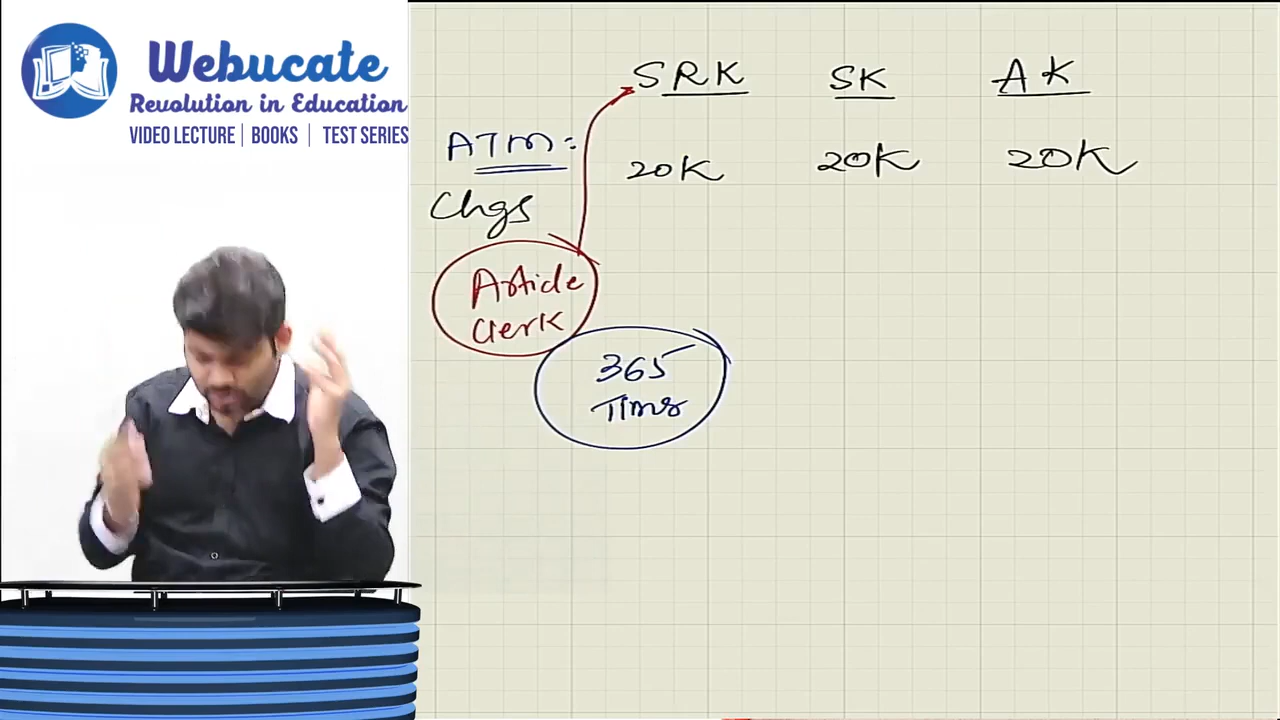 Webucate
Revolution in Education
VIDEO LECTURE | BOOKS | TEST SERIES
SRK SK AK
ATM:
20K 20K 20K
Chgs
Article
Clerk
365
Times